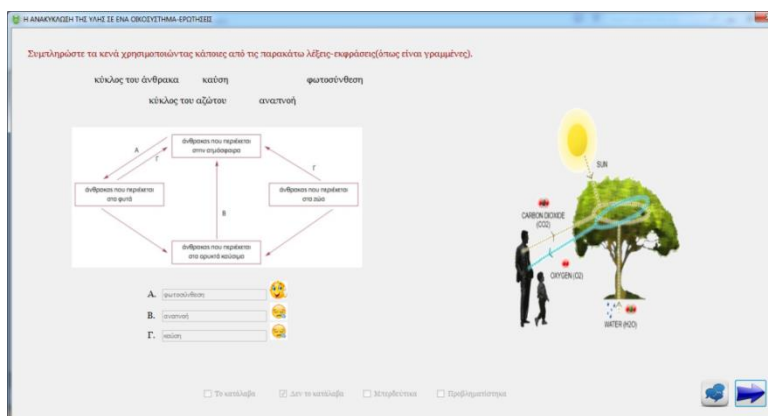 Η ΑΝΑΚΥΚΛΩΣΗ ΤΗΣ ΥΛΗΣ ΣΕ ΕΝΑ ΟΙΚΟΣΥΣΤΗΜΑ-ΕΡΩΤΗΣΕΙΣ
Συμπληρώστε τα κενά χρησιμοποιώντας κάποιες από τις παρακάτω λέξεις-εκφράσεις(όπως είναι γραμμένες).
κύκλος του άνθρακα καύση φωτοσύνθεση
κύκλος του αζώτου αναπνοή
άνθρακας που περιέχεται
στην ατμόσφαιρα
Α
Γ
Γ
άνθρακας που περιέχεται
στα φυτά
άνθρακας που περιέχεται
στα ζώα
Β
άνθρακας που περιέχεται
στα ορυκτά καύσιμα
Α. φωτοσύνθεση
Β. αναπνοή
Γ. καύση
SUN
CARBON DIOXIDE
(CO2)
OXYGEN (O2)
WATER (H2O)
Το κατάλαβα Δεν το κατάλαβα Μπερδεύτηκα Προβληματίστηκα